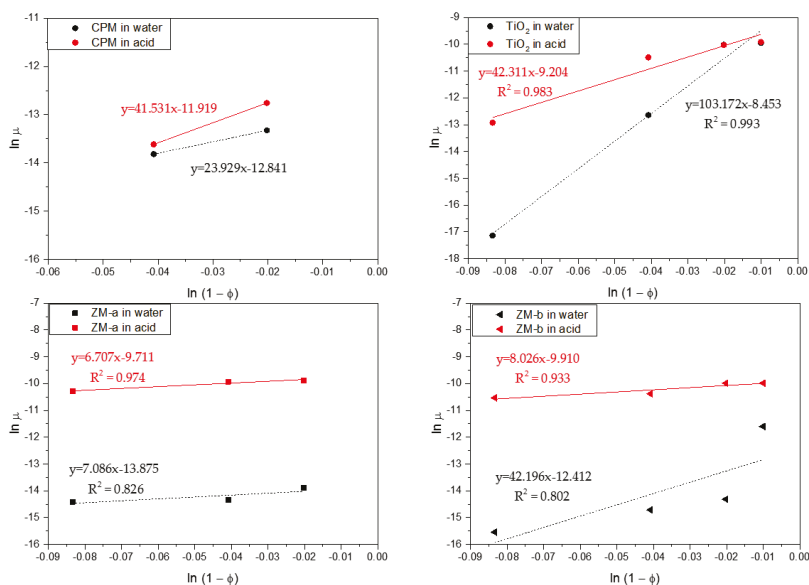 CPM in water
CPM in acid
y=41.531x-11.919
y=23.929x-12.841
ln μ
-11
-12
-13
-14
-15
-16
-0.06
-0.05
-0.04
-0.03
-0.02
-0.01
0.00
ln (1 − ϕ)
TiO₂ in water
TiO₂ in acid
y=42.311x-9.204
R² = 0.983
y=103.172x-8.453
R² = 0.993
ln μ
-9
-10
-11
-12
-13
-14
-15
-16
-17
-18
-0.10
-0.09
-0.08
-0.07
-0.06
-0.05
-0.04
-0.03
-0.02
-0.01
0.00
ln (1 − ϕ)
ZM-a in water
ZM-a in acid
y=6.707x-9.711
R² = 0.974
y=7.086x-13.875
R² = 0.826
ln μ
-7
-8
-9
-10
-11
-12
-13
-14
-15
-16
-0.10
-0.09
-0.08
-0.07
-0.06
-0.05
-0.04
-0.03
-0.02
-0.01
0.00
ln (1 − ϕ)
ZM-b in water
ZM-b in acid
y=8.026x-9.910
R² = 0.933
y=42.196x-12.412
R² = 0.802
ln μ
-7
-8
-9
-10
-11
-12
-13
-14
-15
-16
-0.10
-0.09
-0.08
-0.07
-0.06
-0.05
-0.04
-0.03
-0.02
-0.01
0.00
ln (1 − ϕ)